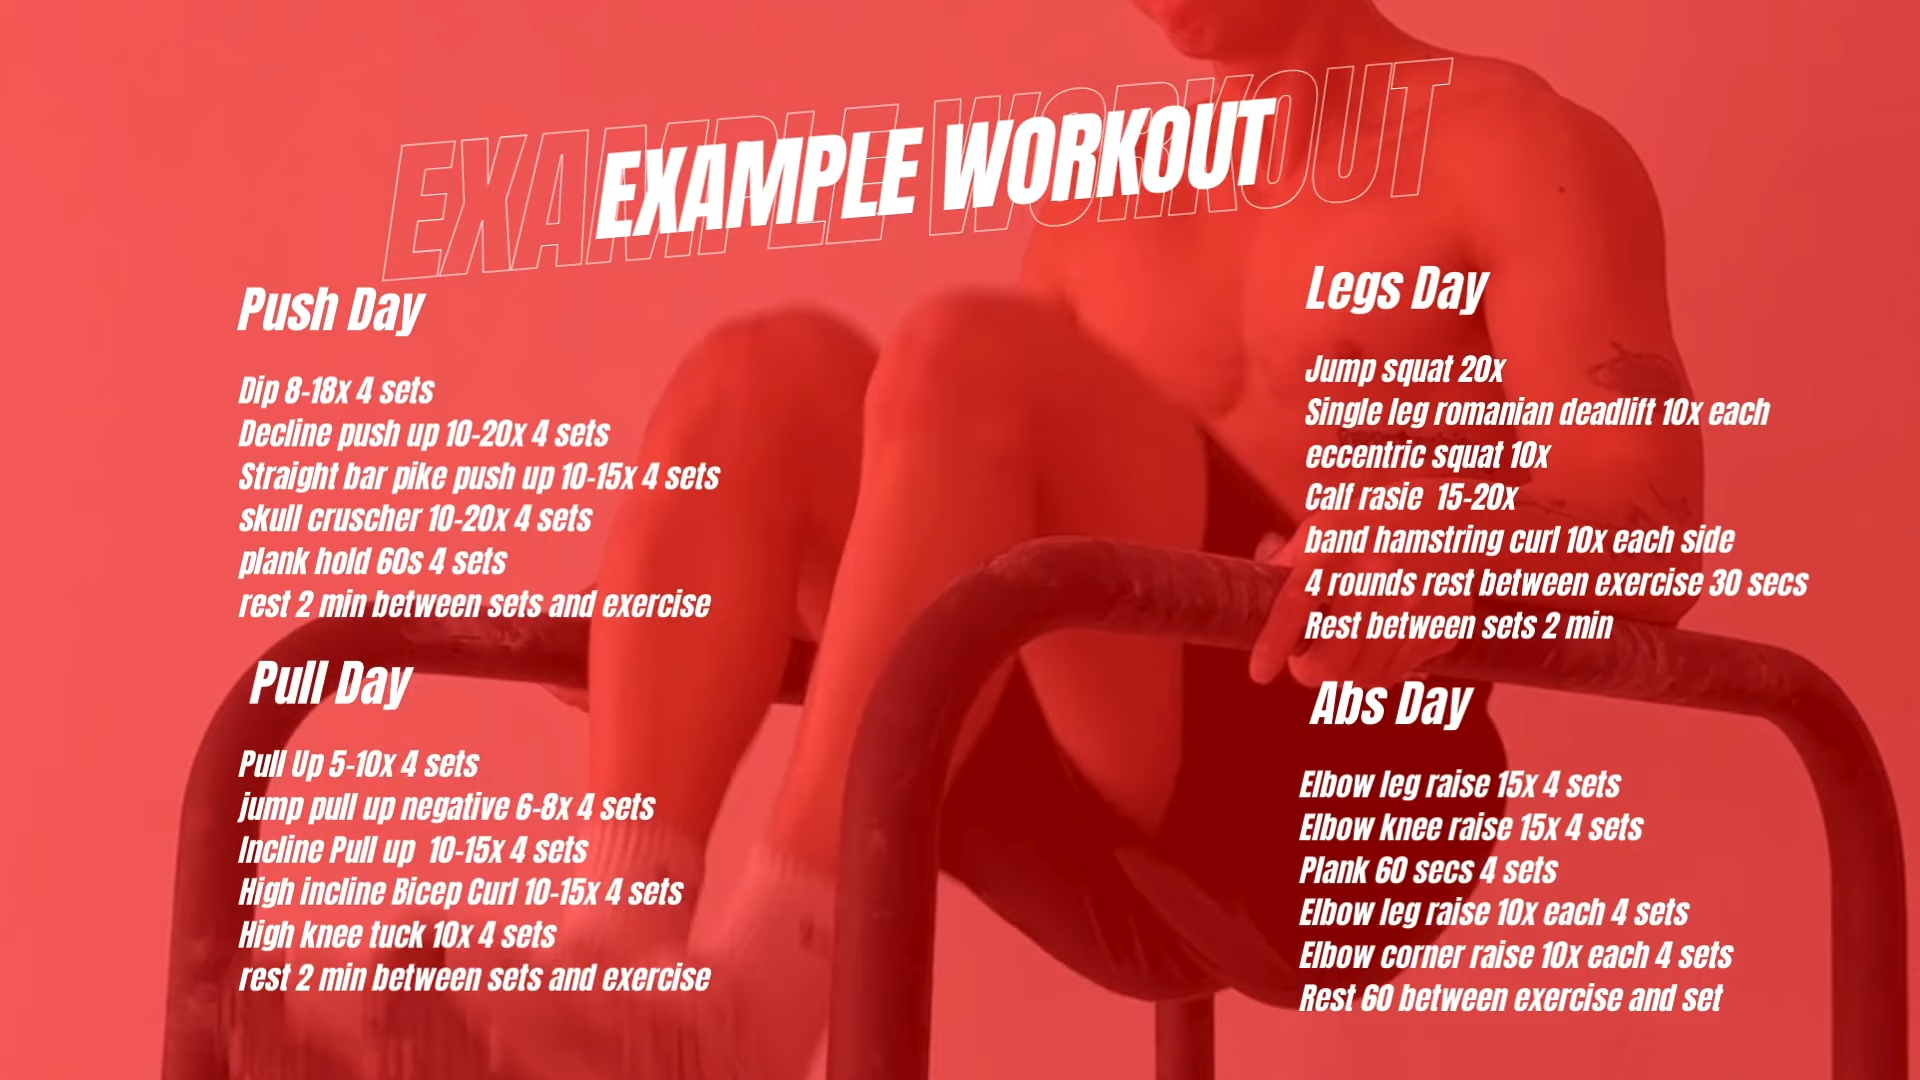 EXAMPLE WORKOUT
Push Day
Dip 8-18x 4 sets
Decline push up 10-20x 4 sets
Straight bar pike push up 10-15x 4 sets
skull cruscher 10-20x 4 sets
plank hold 60s 4 sets
rest 2 min between sets and exercise
Pull Day
Pull Up 5-10x 4 sets
jump pull up negative 6-8x 4 sets
Incline Pull up  10-15x 4 sets
High incline Bicep Curl 10-15x 4 sets
High knee tuck 10x 4 sets
rest 2 min between sets and exercise
Legs Day
Jump squat 20x
Single leg romanian deadlift 10x each
eccentric squat 10x
Calf rasie  15-20x
band hamstring curl 10x each side
4 rounds rest between exercise 30 secs
Rest between sets 2 min
Abs Day
Elbow leg raise 15x 4 sets
Elbow knee raise 15x 4 sets
Plank 60 secs 4 sets
Elbow leg raise 10x each 4 sets
Elbow corner raise 10x each 4 sets
Rest 60 between exercise and set